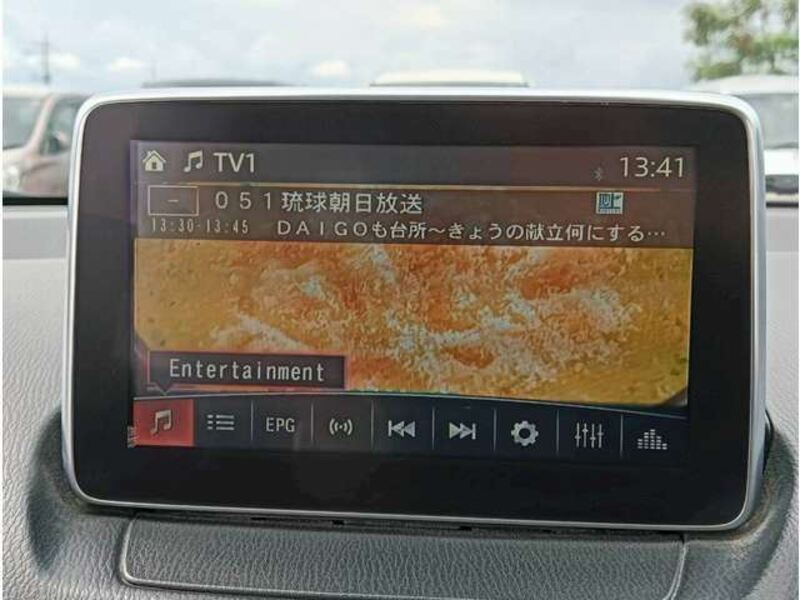 TV1 13:41
－ ０５１琉球朝日放送
13:30-13:45 ＤＡＩＧＯも台所～きょうの献立何にする…
Entertainment
EPG